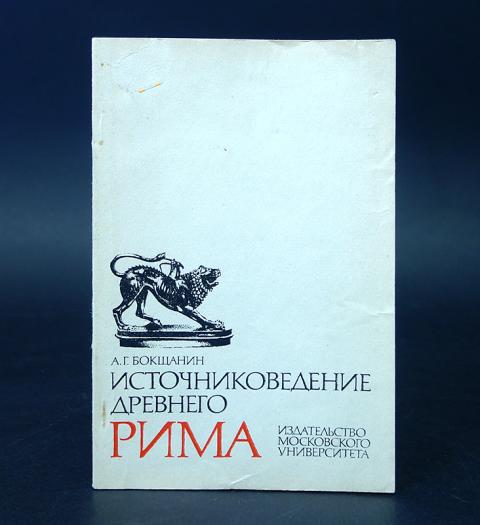 А.Г. БОКЩАНИН
ИСТОЧНИКОВЕДЕНИЕ
ДРЕВНЕГО
РИМА
ИЗДАТЕЛЬСТВО
МОСКОВСКОГО
УНИВЕРСИТЕТА